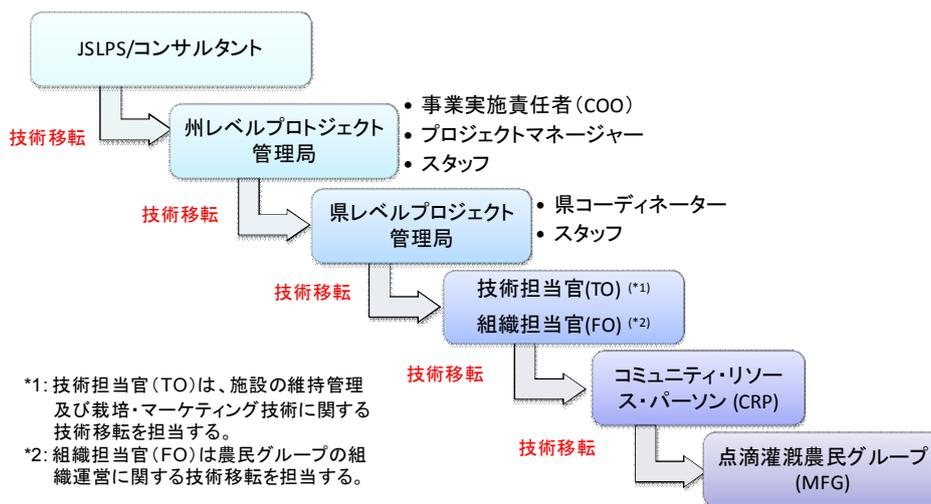 JSLPS/コンサルタント
技術移転
州レベルプロトジェクト
管理局
• 事業実施責任者(COO)
• プロジェクトマネージャー
• スタッフ
技術移転
県レベルプロジェクト
管理局
• 県コーディネーター
• スタッフ
技術移転
技術担当官(TO) (*1)
組織担当官(FO) (*2)
技術移転
コミュニティ・リソー
ス・パーソン (CRP)
技術移転
点滴灌漑農民グループ
(MFG)
*1: 技術担当官(TO)は、施設の維持管理
及び栽培・マーケティング技術に関する
技術移転を担当する。
*2: 組織担当官(FO)は農民グループの組
織運営に関する技術移転を担当する。